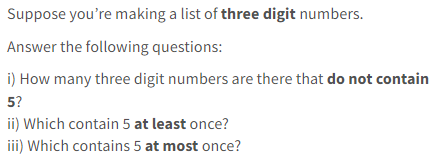 Suppose you’re making a list of three digit numbers.
Answer the following questions:
i) How many three digit numbers are there that do not contain
5?
ii) Which contain 5 at least once?
iii) Which contains 5 at most once?